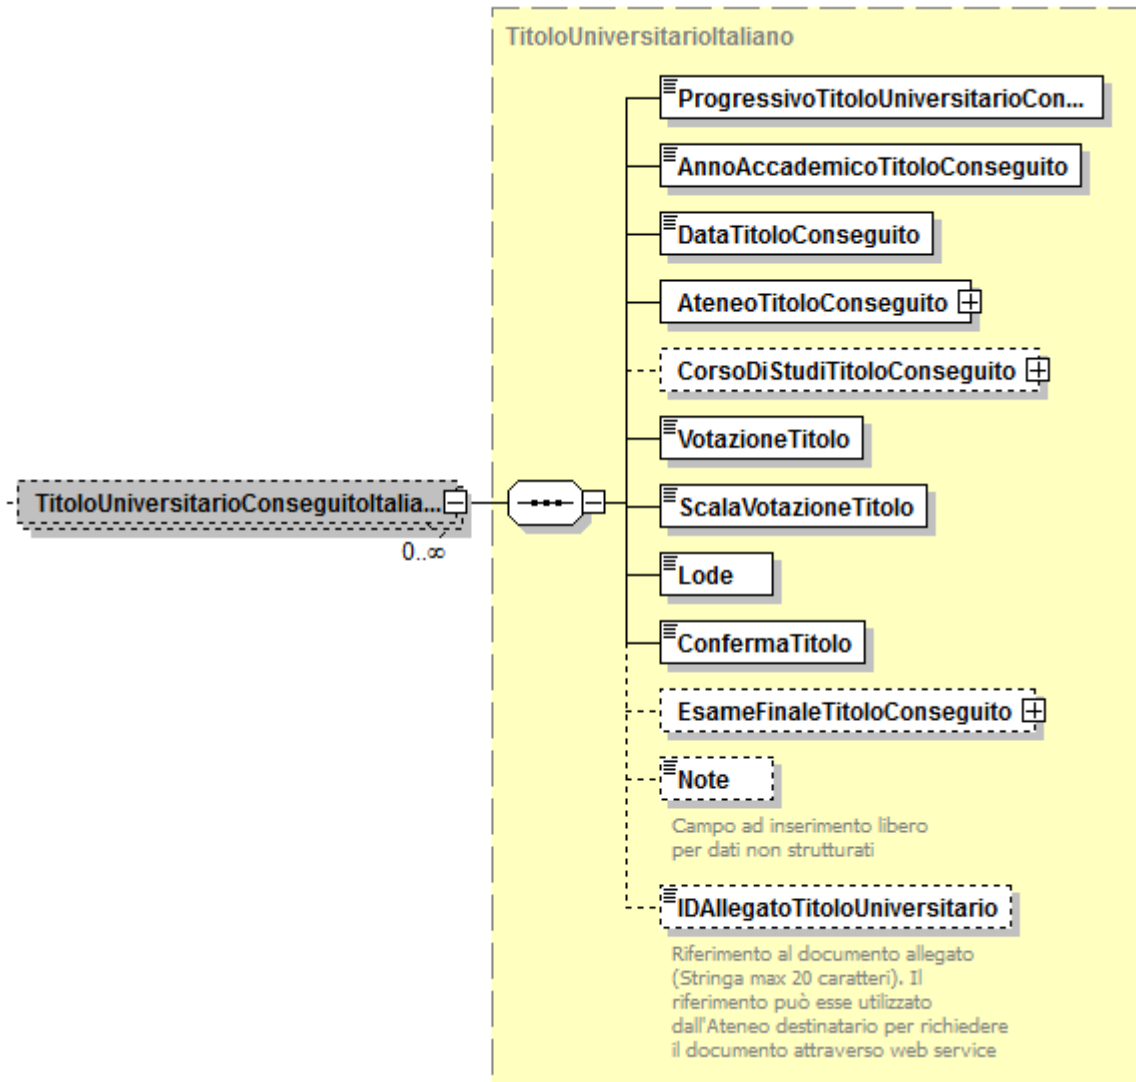 TitoloUniversitarioItaliano
ProgressivoTitoloUniversitarioCon...
AnnoAccademicoTitoloConseguito
DataTitoloConseguito
AteneoTitoloConseguito
CorsoDiStudiTitoloConseguito
VotazioneTitolo
TitoloUniversitarioConseguitoItalia...
0..∞
ScalaVotazioneTitolo
Lode
ConfermaTitolo
EsameFinaleTitoloConseguito
Note
Campo ad inserimento libero
per dati non strutturati
IDAllegatoTitoloUniversitario
Riferimento al documento allegato
(Stringa max 20 caratteri). Il
riferimento può esse utilizzato
dall'Ateneo destinatario per richiedere
il documento attraverso web service